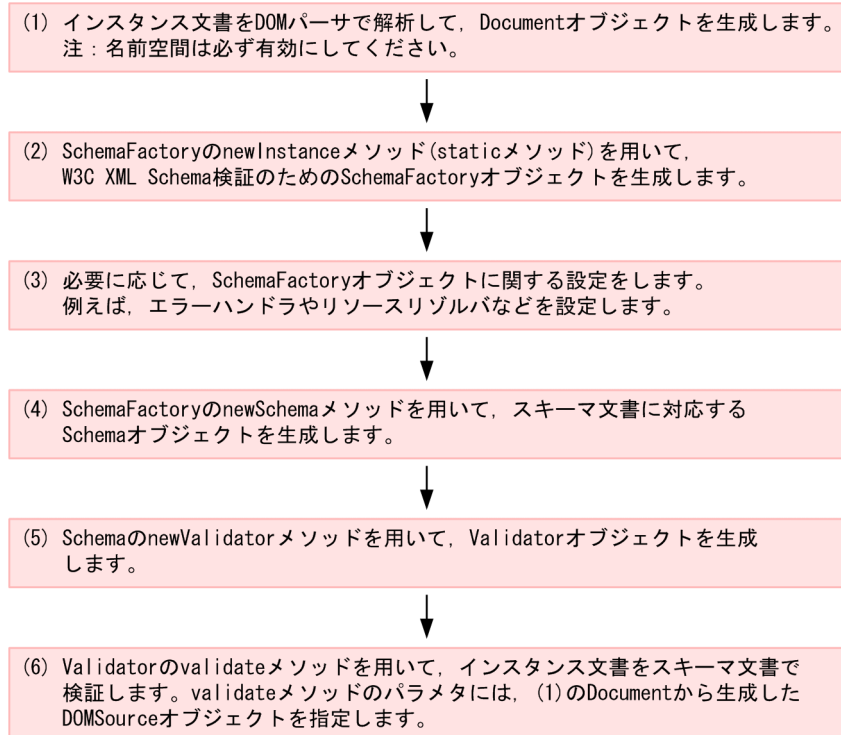 (1) インスタンス文書をDOMパーサで解析して，Documentオブジェクトを生成します。
注：名前空間は必ず有効にしてください。
(2) SchemaFactoryのnewInstanceメソッド(staticメソッド)を用いて，
W3C XML Schema検証のためのSchemaFactoryオブジェクトを生成します。
(3) 必要に応じて，SchemaFactoryオブジェクトに関する設定をします。
例えば，エラーハンドラやリソースリゾルバなどを設定します。
(4) SchemaFactoryのnewSchemaメソッドを用いて，スキーマ文書に対応する
Schemaオブジェクトを生成します。
(5) SchemaのnewValidatorメソッドを用いて，Validatorオブジェクトを生成
します。
(6) Validatorのvalidateメソッドを用いて，インスタンス文書をスキーマ文書で
検証します。validateメソッドのパラメタには，(1)のDocumentから生成した
DOMSourceオブジェクトを指定します。